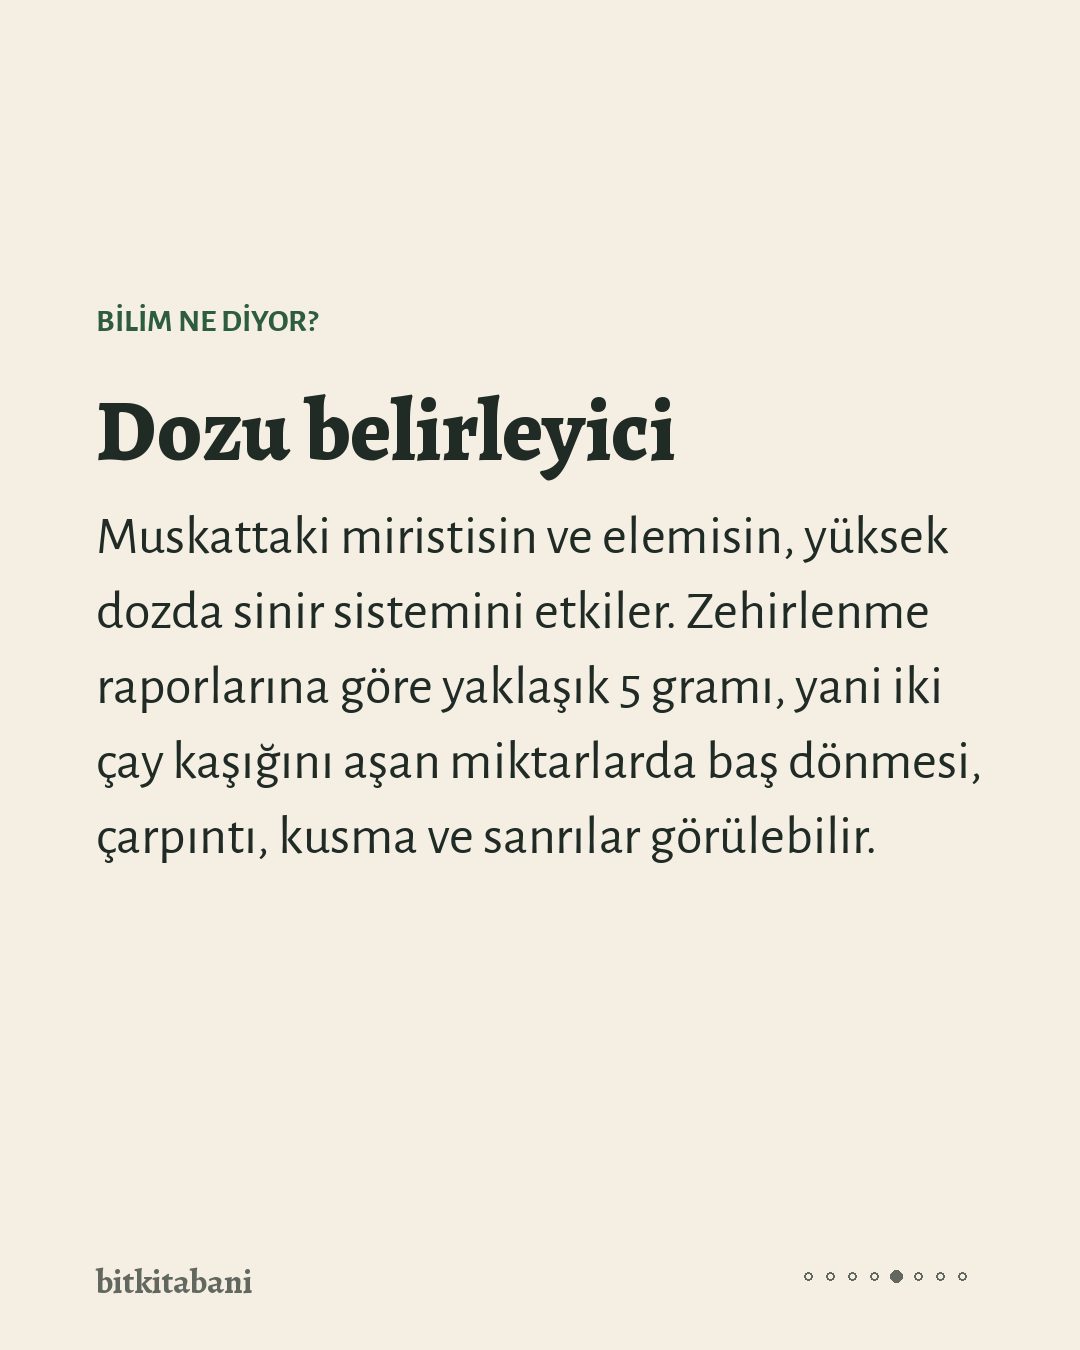 BİLİM NE DİYOR?
Dozu belirleyici
Muskattaki miristisin ve elemisin, yüksek
dozda sinir sistemini etkiler. Zehirlenme
raporlarına göre yaklaşık 5 gramı, yani iki
çay kaşığını aşan miktarlarda baş dönmesi,
çarpıntı, kusma ve sanrılar görülebilir.
bitkitabani